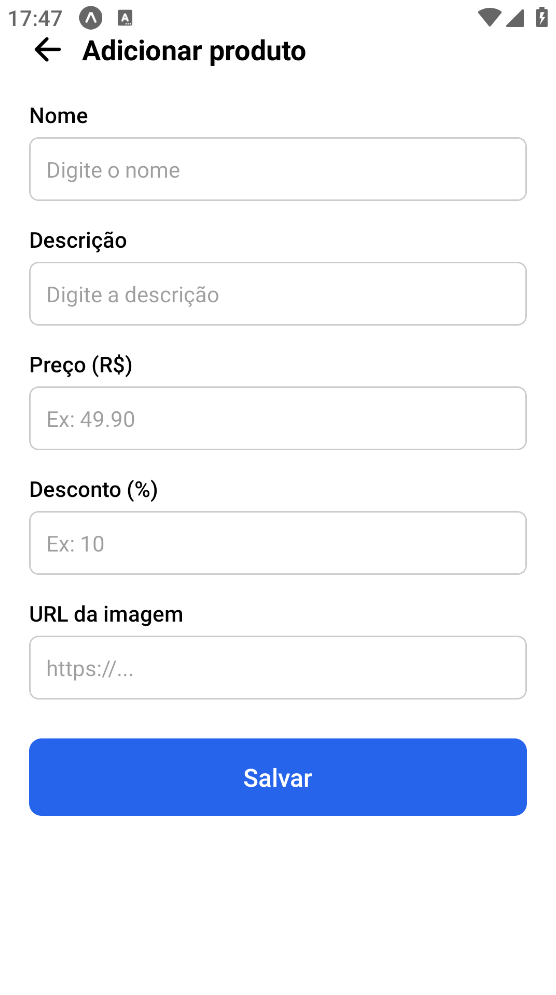 17:47
Adicionar produto
Nome
Digite o nome
Descrição
Digite a descrição
Preço (R$)
Ex: 49.90
Desconto (%)
Ex: 10
URL da imagem
https://...
Salvar